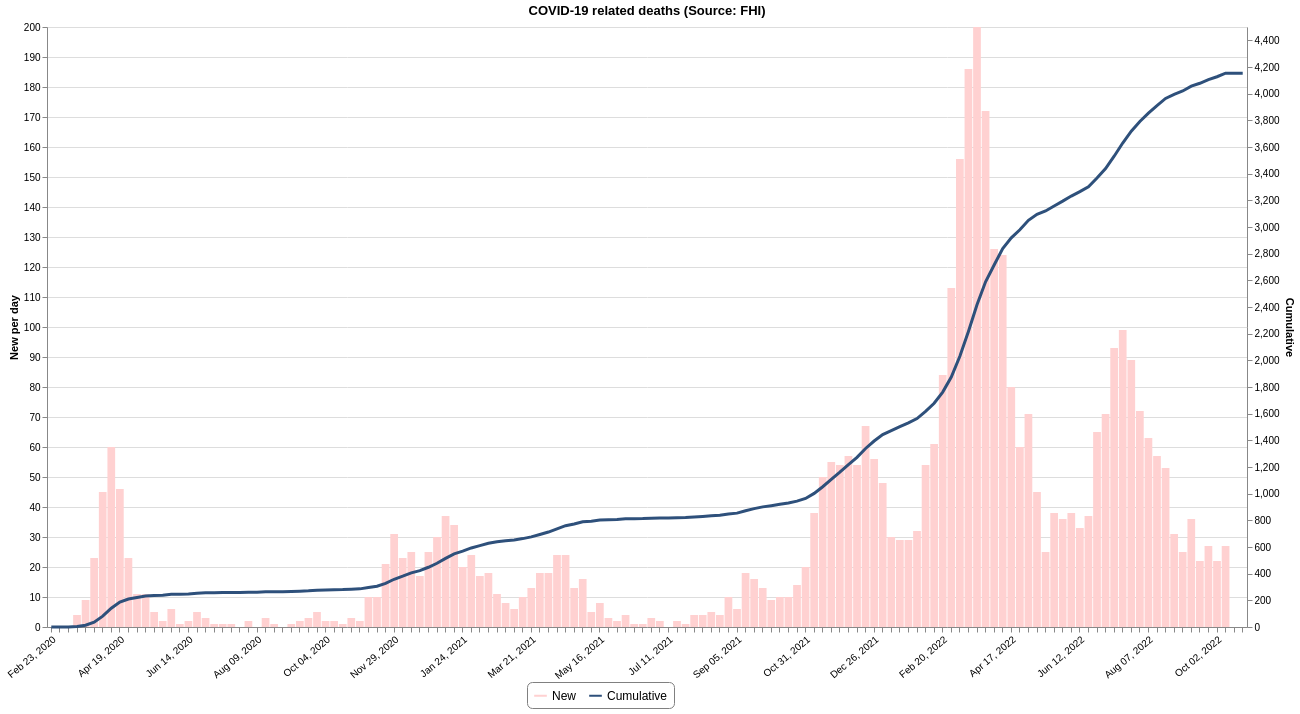 COVID-19 related deaths (Source: FHI)
New per day
200
190
180
170
160
150
140
130
120
110
100
90
80
70
60
50
40
30
20
10
0
4,400
4,200
4,000
3,800
3,600
3,400
3,200
3,000
2,800
2,600
2,400
2,200
2,000
1,800
1,600
1,400
1,200
1,000
800
600
400
200
0
Cumulative
Feb 23, 2020
Apr 19, 2020
Jun 14, 2020
Aug 09, 2020
Oct 04, 2020
Nov 29, 2020
Jan 24, 2021
Mar 21, 2021
May 16, 2021
Jul 11, 2021
Sep 05, 2021
Oct 31, 2021
Dec 26, 2021
Feb 20, 2022
Apr 17, 2022
Jun 12, 2022
Aug 07, 2022
Oct 02, 2022
New
Cumulative